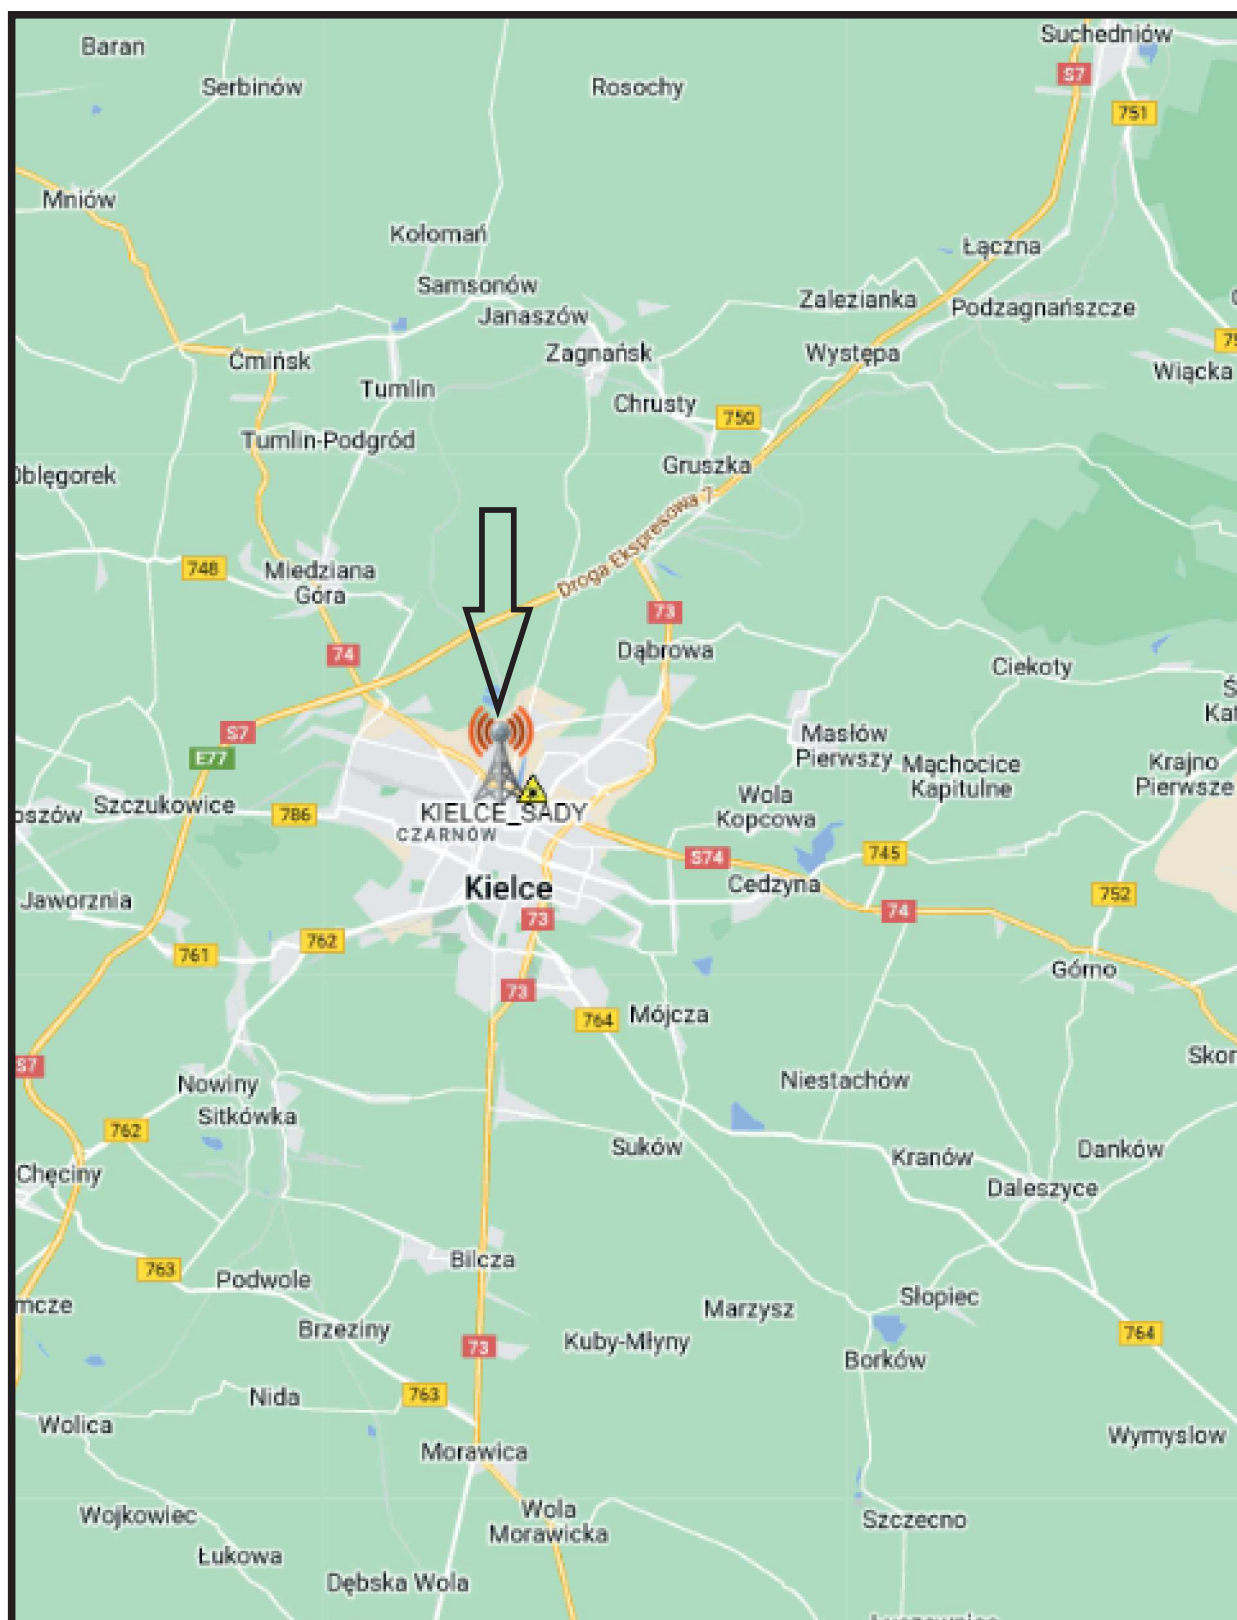 Suchedniów
Baran
S7
Serbinów
Rosochy
751
Mniów
Kołomań
Łączna
Samsonów
Zalezianka
Podzagnańszcze
Janaszów
Zagnańsk
Występa
Ćmińsk
Wiącka
Tumlin
Chrusty
750
Tumlin-Podgród
Gruszka
Oblęgorek
Droga Ekspresowa 7
748
Miedziana
Góra
73
74
Dąbrowa
Ciekoty
S7
Masłów
Pierwszy
E77
Mąchocice
Kapitulne
Krajno
Pierwsze
Szczukowice
786
KIELCE_SADY
Wola
Kopcowa
CZARNÓW
S74
745
Kielce
Cedzyna
752
Jaworznia
73
74
762
761
Górno
73
764
Mójcza
S7
Nowiny
Niestachów
Sitkówka
762
Suków
Kranów
Danków
Chęciny
Daleszyce
763
Bilcza
Podwole
Słopiec
Marzysz
Brzeziny
73
Kuby-Młyny
764
Borków
Nida
763
Wolica
Wymyslow
Morawica
Wojkowiec
Wola
Morawicka
Szczecno
Łukowa
Dębska Wola